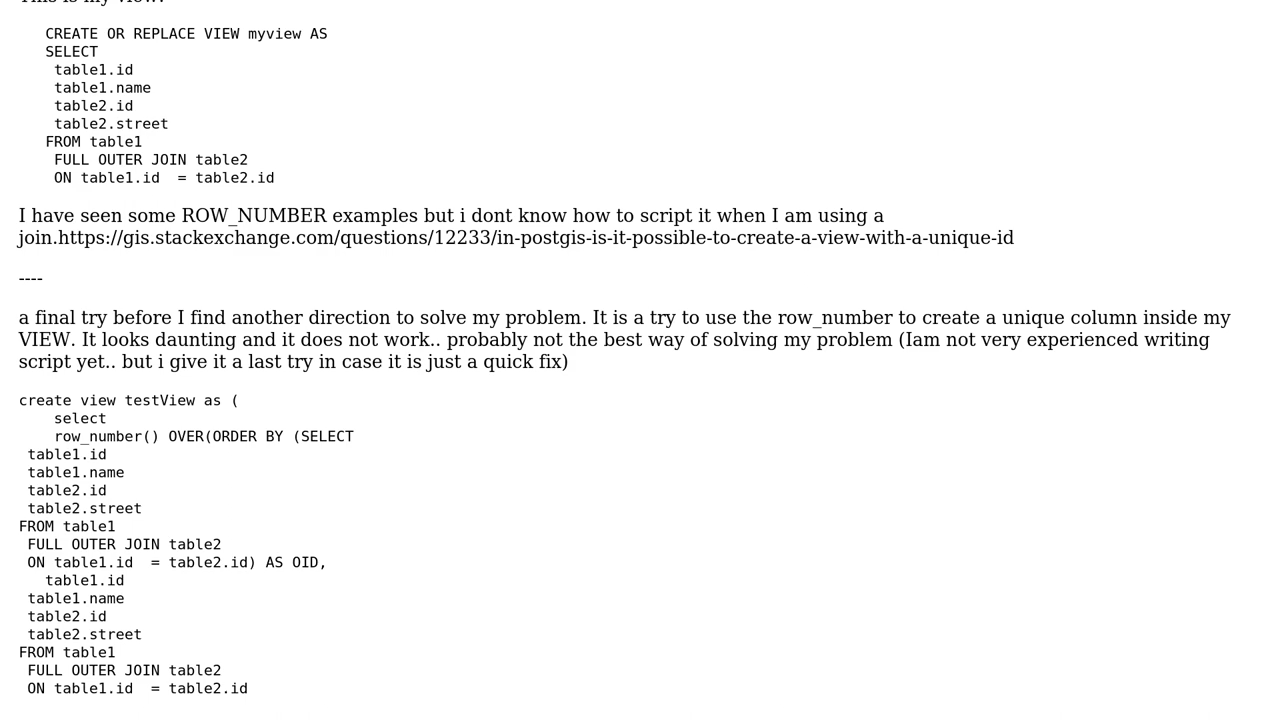 This is my view:
CREATE OR REPLACE VIEW myview AS
SELECT
table1.id
table1.name
table2.id
table2.street
FROM table1
FULL OUTER JOIN table2
ON table1.id  = table2.id
I have seen some ROW_NUMBER examples but i dont know how to script it when I am using a
join.https://gis.stackexchange.com/questions/12233/in-postgis-is-it-possible-to-create-a-view-with-a-unique-id
----
a final try before I find another direction to solve my problem. It is a try to use the row_number to create a unique column inside my
VIEW. It looks daunting and it does not work.. probably not the best way of solving my problem (Iam not very experienced writing
script yet.. but i give it a last try in case it is just a quick fix)
create view testView as (
select
row_number() OVER(ORDER BY (SELECT
table1.id
table1.name
table2.id
table2.street
FROM table1
FULL OUTER JOIN table2
ON table1.id  = table2.id) AS OID,
table1.id
table1.name
table2.id
table2.street
FROM table1
FULL OUTER JOIN table2
ON table1.id  = table2.id